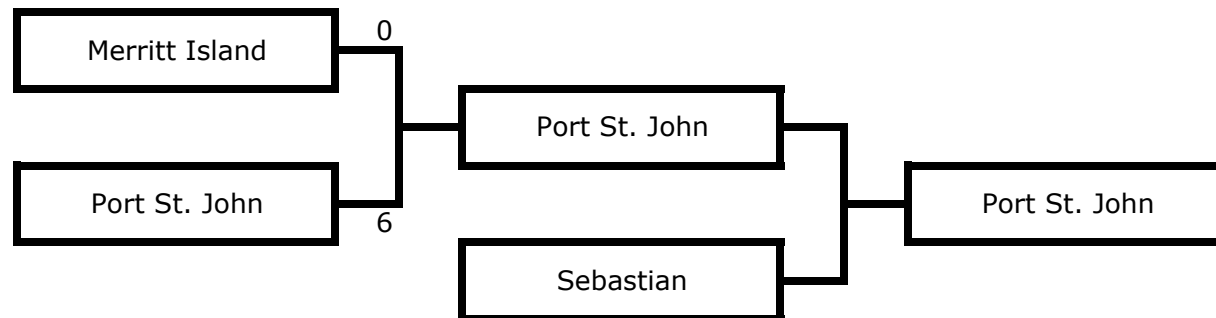 Merritt Island
0
Port St. John
6
Port St. John
Sebastian
Port St. John